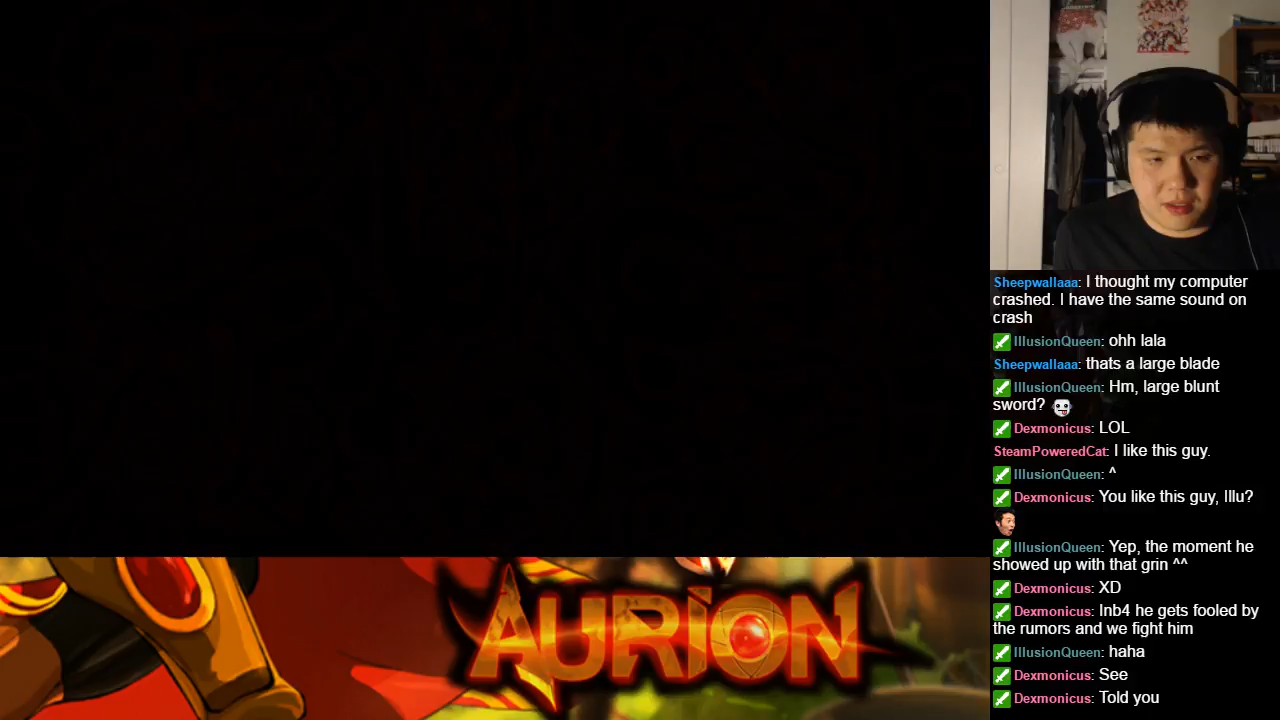 Sheepwallaaa: I thought my computer
crashed. I have the same sound on
crash
IllusionQueen: ohh lala
Sheepwallaaa: thats a large blade
IllusionQueen: Hm, large blunt
sword?
Dexmonicus: LOL
SteamPoweredCat: I like this guy.
IllusionQueen: ^
Dexmonicus: You like this guy, Illu?
IllusionQueen: Yep, the moment he
showed up with that grin ^^
Dexmonicus: XD
Dexmonicus: Inb4 he gets fooled by
the rumors and we fight him
IllusionQueen: haha
Dexmonicus: See
Dexmonicus: Told you
AURION